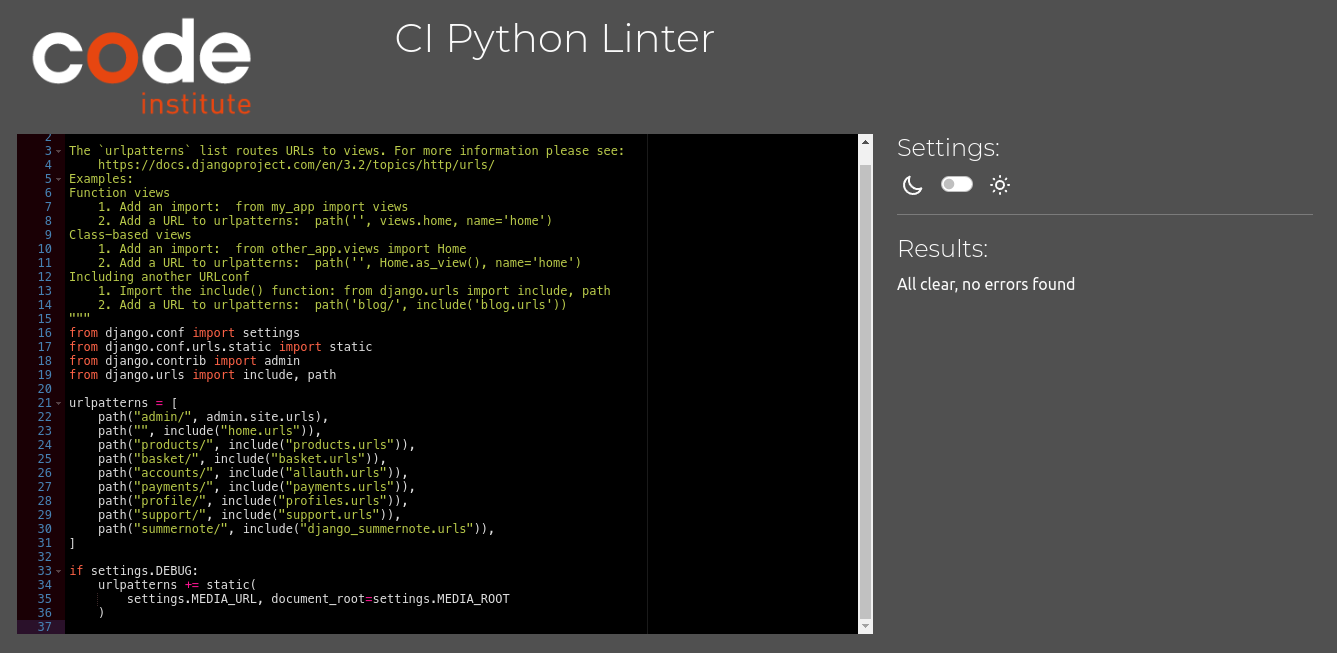 code
institute
CI Python Linter
2
3 The `urlpatterns` list routes URLs to views. For more information please see:
4     https://docs.djangoproject.com/en/3.2/topics/http/urls/
5 Examples:
6 Function views
7     1. Add an import:  from my_app import views
8     2. Add a URL to urlpatterns:  path('', views.home, name='home')
9 Class-based views
10     1. Add an import:  from other_app.views import Home
11     2. Add a URL to urlpatterns:  path('', Home.as_view(), name='home')
12 Including another URLconf
13     1. Import the include() function: from django.urls import include, path
14     2. Add a URL to urlpatterns:  path('blog/', include('blog.urls'))
15 """
16 from django.conf import settings
17 from django.conf.urls.static import static
18 from django.contrib import admin
19 from django.urls import include, path
20
21 urlpatterns = [
22     path("admin/", admin.site.urls),
23     path("", include("home.urls")),
24     path("products/", include("products.urls")),
25     path("basket/", include("basket.urls")),
26     path("accounts/", include("allauth.urls")),
27     path("payments/", include("payments.urls")),
28     path("profile/", include("profiles.urls")),
29     path("support/", include("support.urls")),
30     path("summernote/", include("django_summernote.urls")),
31 ]
32
33 if settings.DEBUG:
34     urlpatterns += static(
35         settings.MEDIA_URL, document_root=settings.MEDIA_ROOT
36     )
37
Settings:
Results:
All clear, no errors found